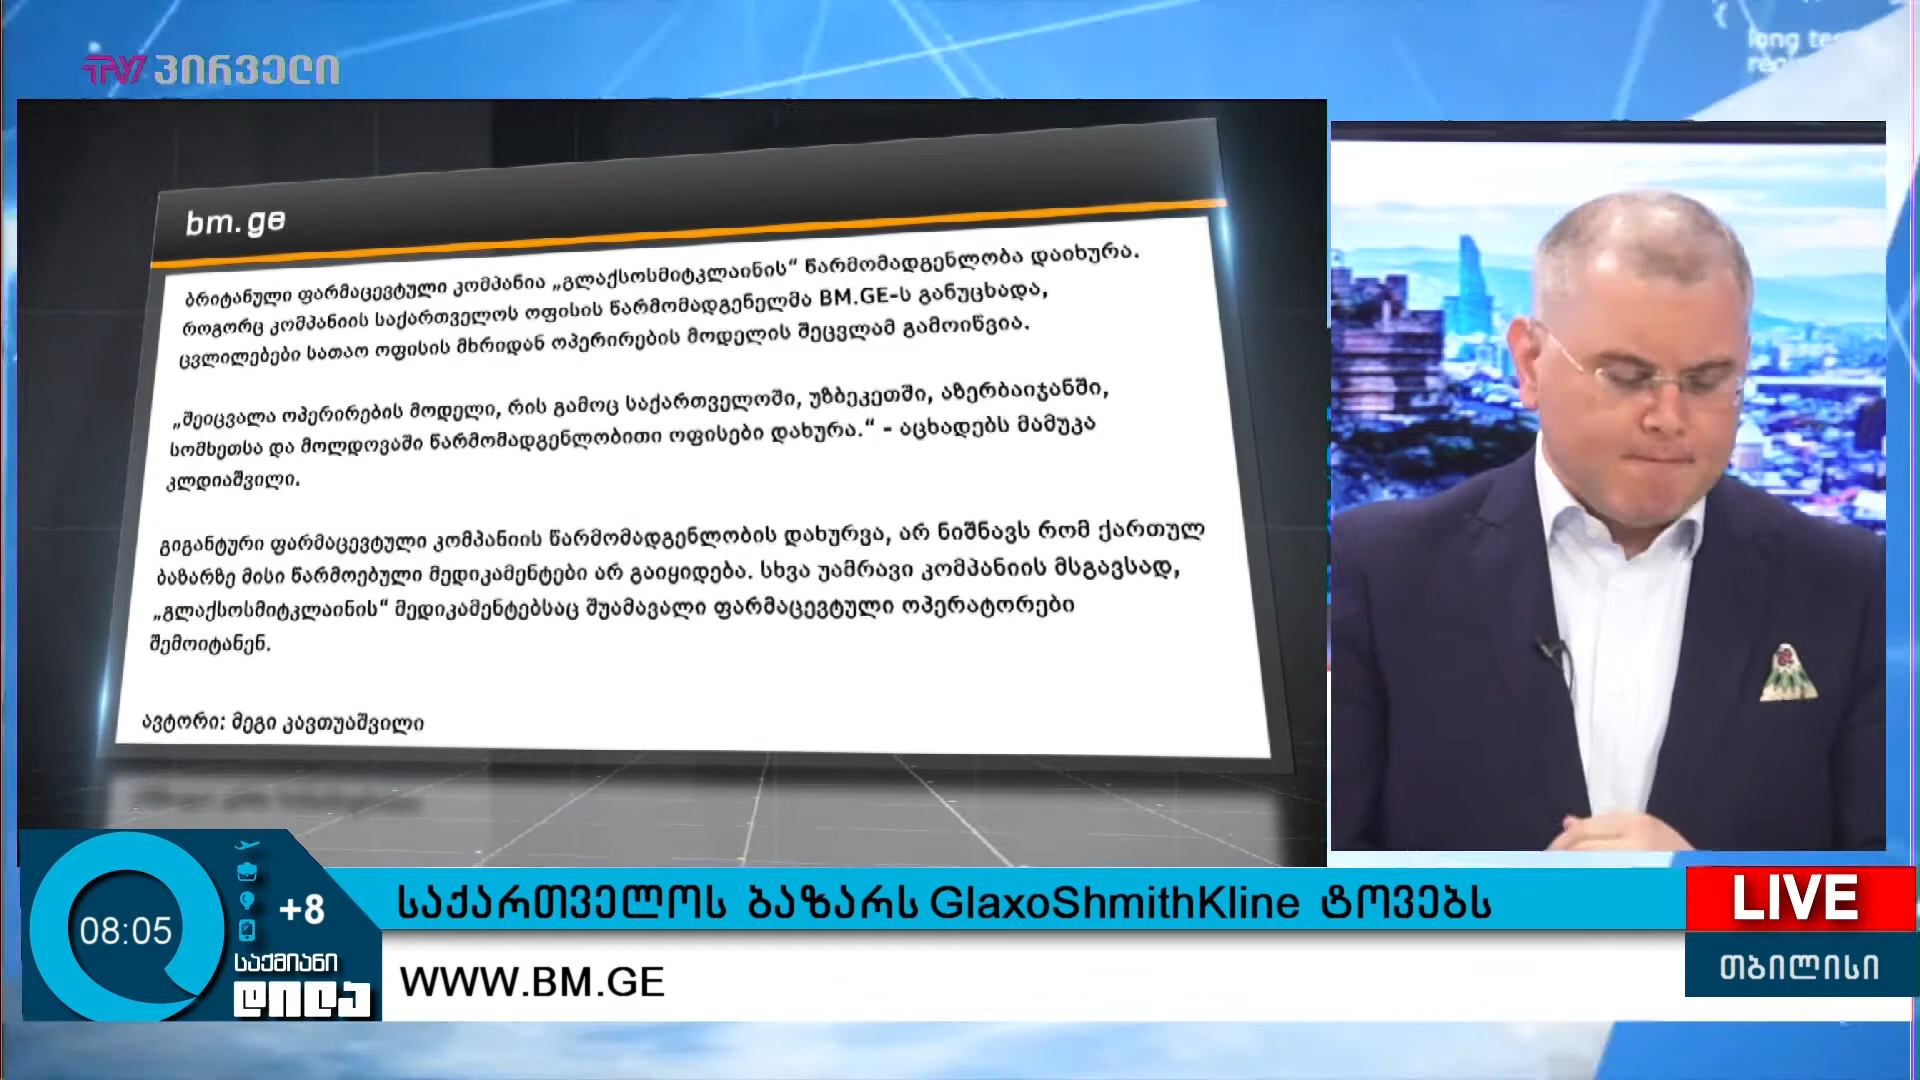 TV პირველი
long te
bm.ge
ბრიტანული ფარმაცევტული კომპანია „გლაქსოსმიტკლაინის“ წარმომადგენლობა დაიხურა.
როგორც კომპანიის საქართველოს ოფისის წარმომადგენელმა BM.GE-ს განუცხადა,
ცვლილებები სათაო ოფისის მხრიდან ოპერირების მოდელის შეცვლამ გამოიწვია.
„შეიცვალა ოპერირების მოდელი, რის გამოც საქართველოში, უზბეკეთში, აზერბაიჯანში,
სომხეთსა და მოლდოვაში წარმომადგენლობითი ოფისები დახურა.“ - აცხადებს მამუკა
კლდიაშვილი.
გიგანტური ფარმაცევტული კომპანიის წარმომადგენლობის დახურვა, არ ნიშნავს რომ ქართულ
ბაზარზე მისი წარმოებული მედიკამენტები არ გაიყიდება. სხვა უამრავი კომპანიის მსგავსად,
„გლაქსოსმიტკლაინის“ მედიკამენტებსაც შუამავალი ფარმაცევტული ოპერატორები
შემოიტანენ.
ავტორი: მეგი კავთუაშვილი
08:05
+8
საქმიანი
დილა
საქართველოს ბაზარს GlaxoShmithKline ტოვებს
WWW.BM.GE
LIVE
თბილისი